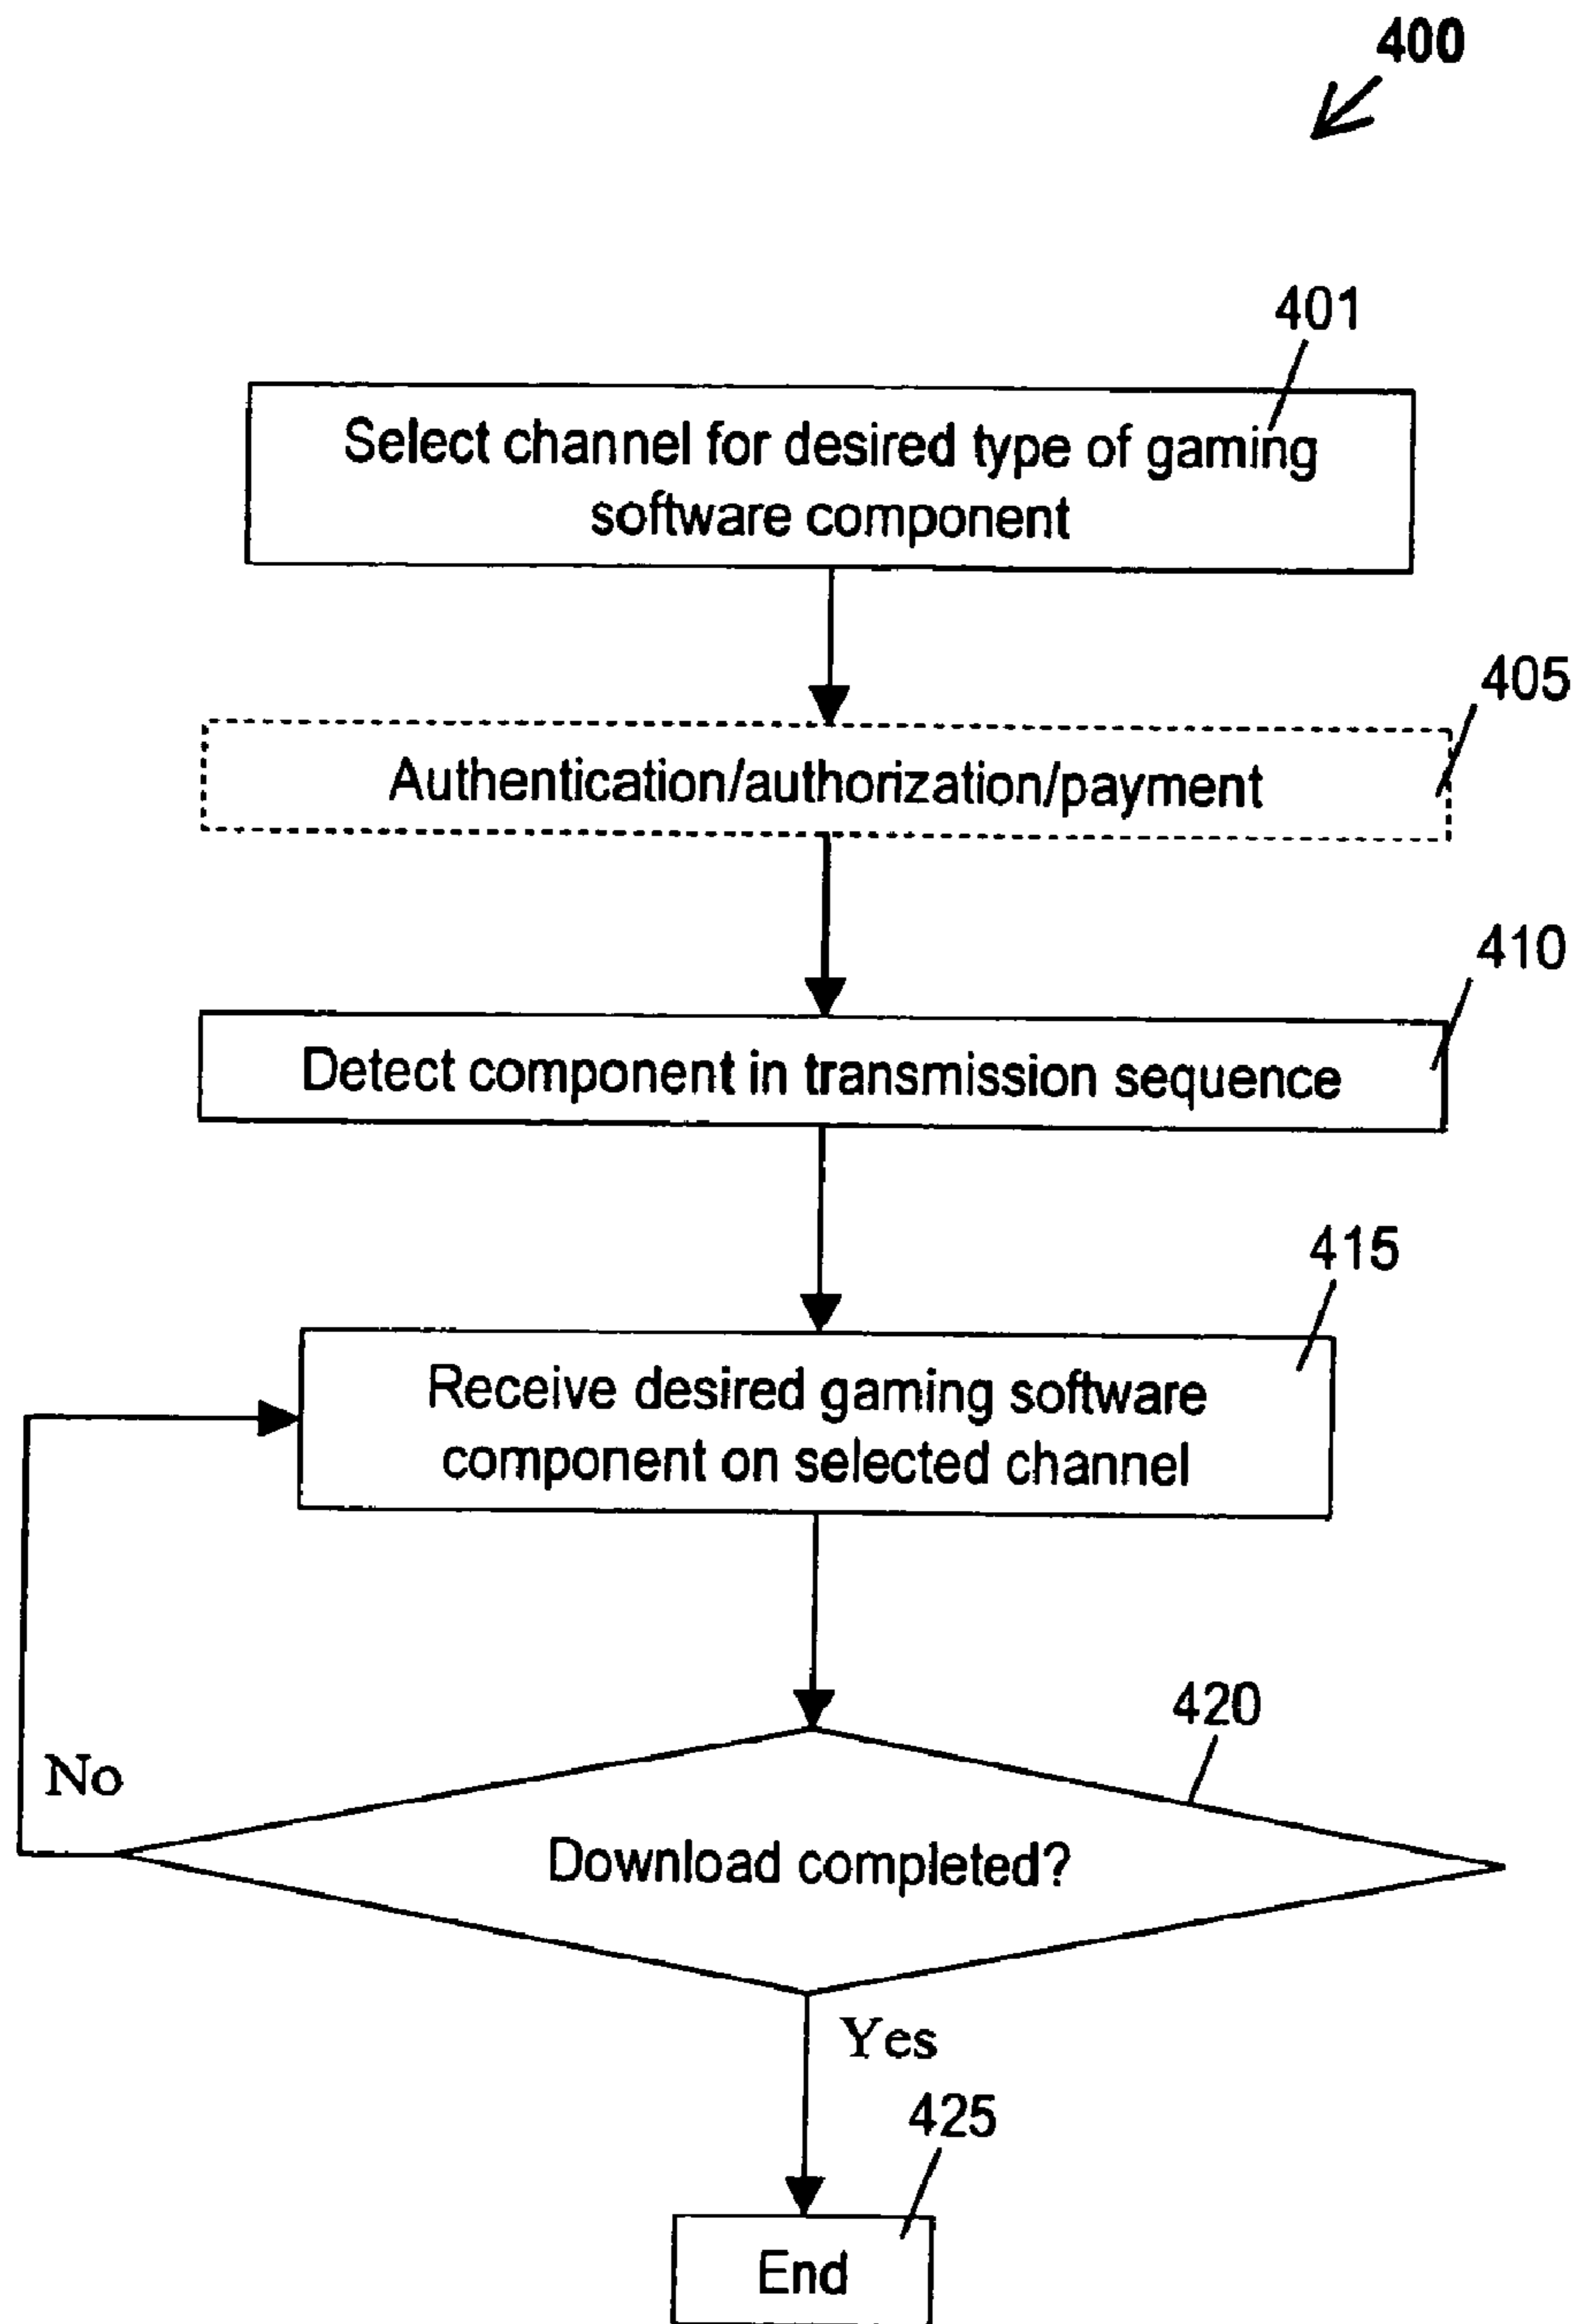 400
401
Select channel for desired type of gaming
software component
405
Authentication/authorization/payment
410
Detect component in transmission sequence
415
Receive desired gaming software
component on selected channel
420
No
Download completed?
Yes
425
End